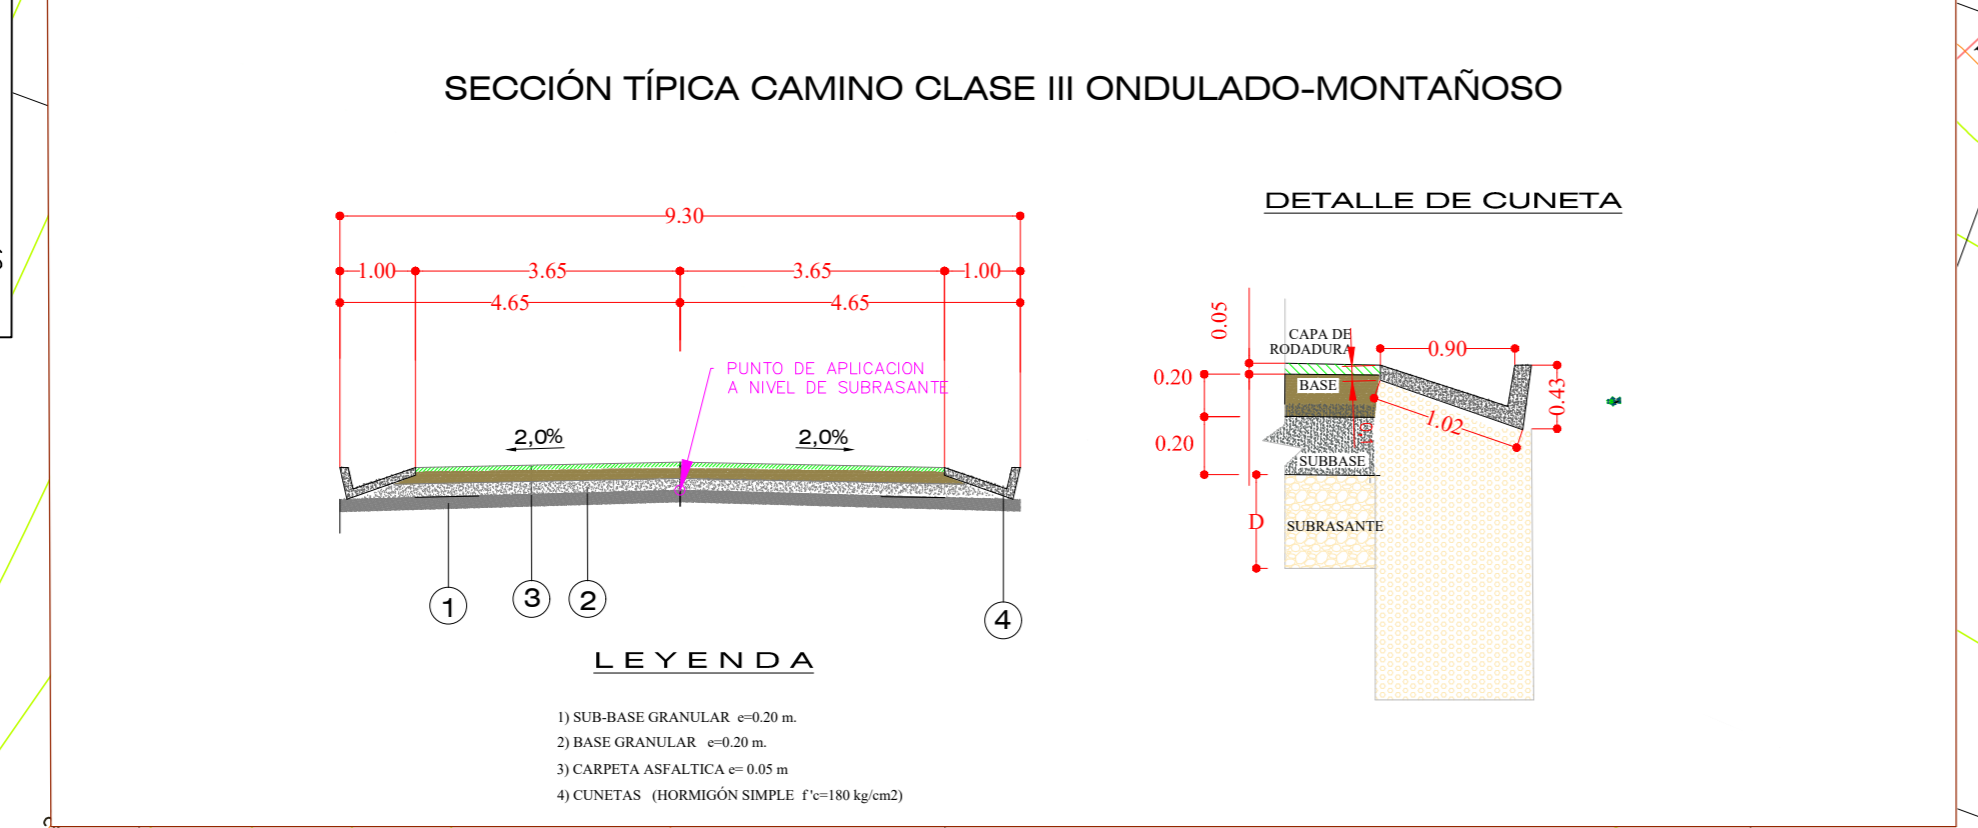 SECCIÓN TÍPICA CAMINO CLASE III ONDULADO-MONTAÑOSO
9.30
1.00 3.65 3.65 1.00
4.65 4.65
PUNTO DE APLICACION
A NIVEL DE SUBRASANTE
2,0% 2,0%
1 3 2 4
LEYENDA
1) SUB-BASE GRANULAR e=0.20 m.
2) BASE GRANULAR e=0.20 m.
3) CARPETA ASFALTICA e= 0.05 m
4) CUNETAS (HORMIGÓN SIMPLE f'c=180 kg/cm2)
DETALLE DE CUNETA
0.05
CAPA DE
RODADURA
0.90
0.20
BASE
0.43
1.02
0.20
SUBBASE
D
SUBRASANTE